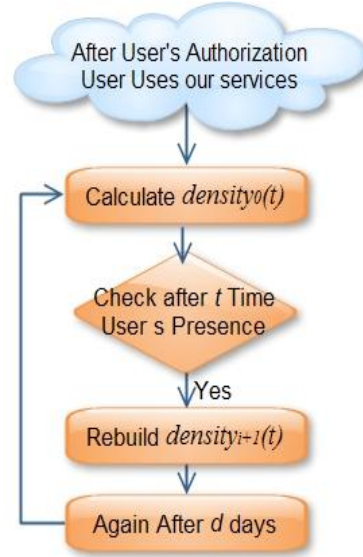 After User's Authorization
User Uses our services
Calculate density₀(t)
Check after t Time
User s Presence
Yes
Rebuild densityᵢ₊₁(t)
Again After d days